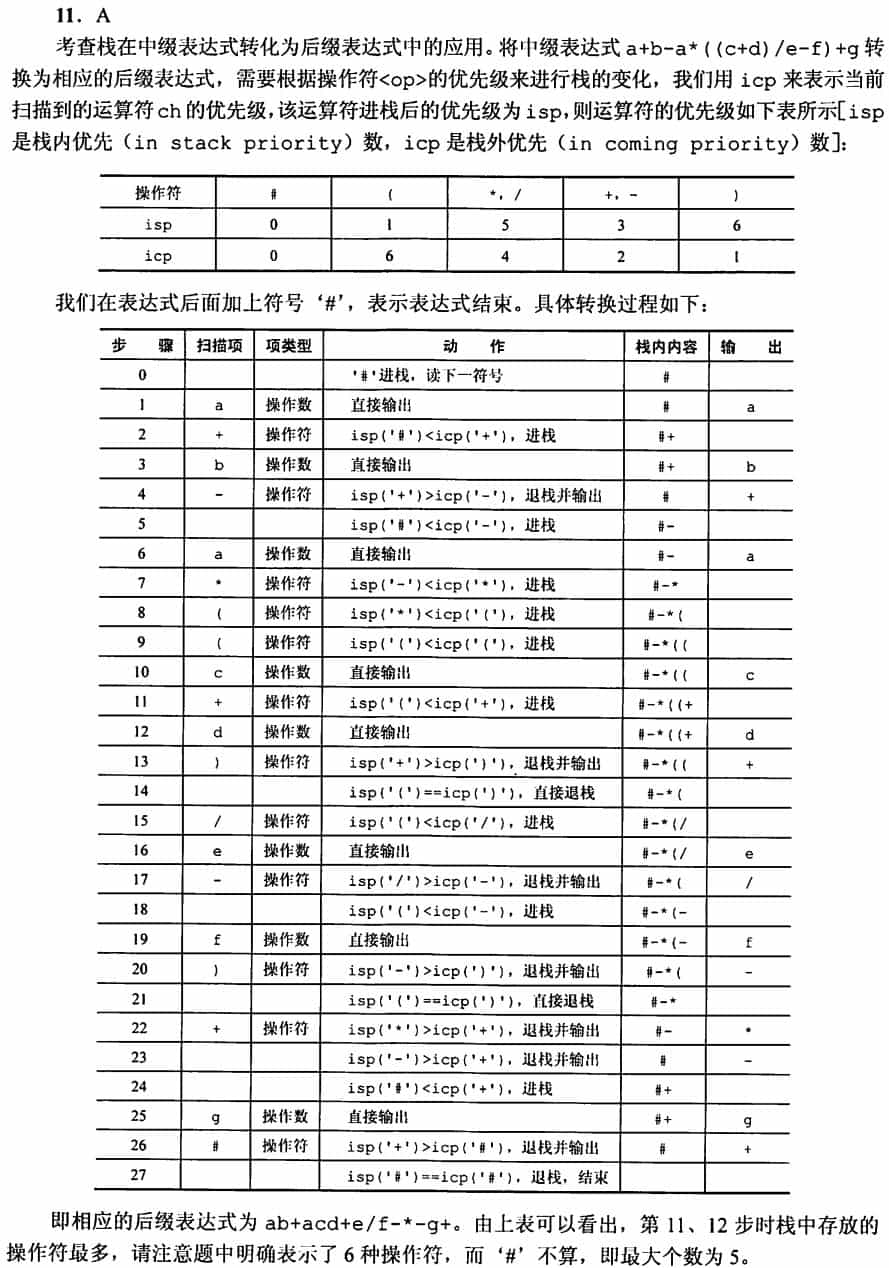 11. A
考查栈在中缀表达式转化为后缀表达式中的应用。将中缀表达式 a+b-a*((c+d)/e-f)+g 转
换为相应的后缀表达式，需要根据操作符<op>的优先级来进行栈的变化，我们用 icp 来表示当前
扫描到的运算符 ch 的优先级，该运算符进栈后的优先级为 isp，则运算符的优先级如下表所示[isp
是栈内优先（in stack priority）数，icp 是栈外优先（in coming priority）数]：
操作符 # ( *, / +, - )
isp 0 1 5 3 6
icp 0 6 4 2 1
我们在表达式后面加上符号‘#’，表示表达式结束。具体转换过程如下：
步 骤 扫描项 项类型 动 作 栈内内容 输 出
0 '#'进栈，读下一符号 #
1 a 操作数 直接输出 # a
2 + 操作符 isp('#')<icp('+')，进栈 #+
3 b 操作数 直接输出 #+ b
4 - 操作符 isp('+')>icp('-')，退栈并输出 # +
5 isp('#')<icp('-')，进栈 #-
6 a 操作数 直接输出 #- a
7 * 操作符 isp('-')<icp('*')，进栈 #-*
8 ( 操作符 isp('*')<icp('(')，进栈 #-*(
9 ( 操作符 isp('(')<icp('(')，进栈 #-*((
10 c 操作数 直接输出 #-*(( c
11 + 操作符 isp('(')<icp('+')，进栈 #-*((+
12 d 操作数 直接输出 #-*((+ d
13 ) 操作符 isp('+')>icp(')')，退栈并输出 #-*(( +
14 isp('(')==icp(')')，直接退栈 #-*(
15 / 操作符 isp('(')<icp('/')，进栈 #-*(/
16 e 操作数 直接输出 #-*(/ e
17 - 操作符 isp('/')>icp('-')，退栈并输出 #-*( /
18 isp('(')<icp('-')，进栈 #-*(-
19 f 操作数 直接输出 #-*(- f
20 ) 操作符 isp('-')>icp(')')，退栈并输出 #-*( -
21 isp('(')==icp(')')，直接退栈 #-*
22 + 操作符 isp('*')>icp('+')，退栈并输出 #- *
23 isp('-')>icp('+')，退栈并输出 # -
24 isp('#')<icp('+')，进栈 #+
25 g 操作数 直接输出 #+ g
26 # 操作符 isp('+')>icp('#')，退栈并输出 # +
27 isp('#')==icp('#')，退栈，结束
即相应的后缀表达式为 ab+acd+e/f-*-g+。由上表可以看出，第 11、12 步时栈中存放的
操作符最多，请注意题中明确表示了 6 种操作符，而‘#’不算，即最大个数为 5。